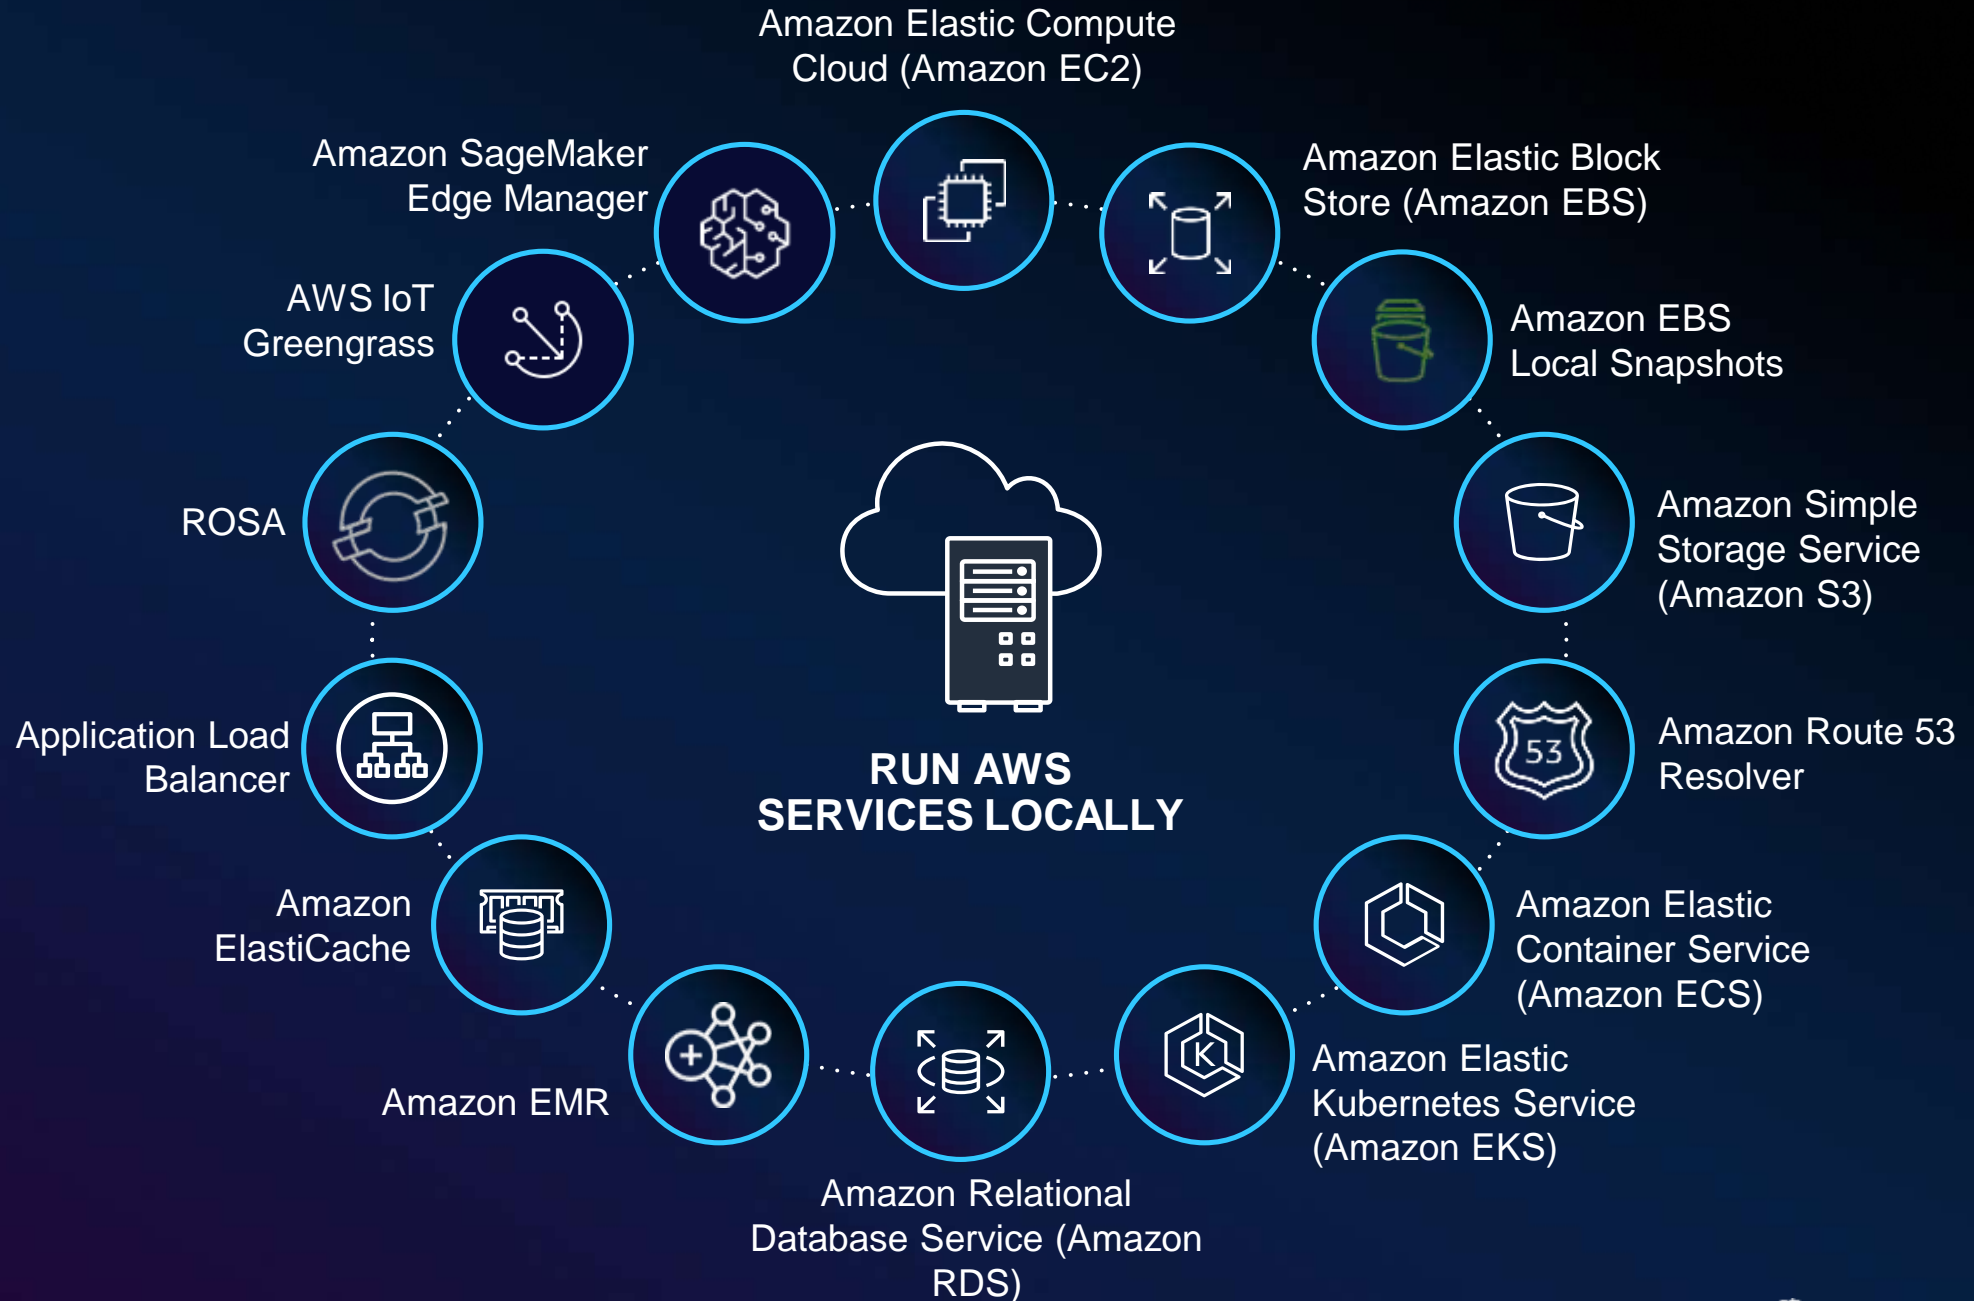 Amazon Elastic Compute
Cloud (Amazon EC2)
Amazon Elastic Block
Store (Amazon EBS)
Amazon EBS
Local Snapshots
Amazon Simple
Storage Service
(Amazon S3)
53
Amazon Route 53
Resolver
Amazon Elastic
Container Service
(Amazon ECS)
K
Amazon Elastic
Kubernetes Service
(Amazon EKS)
Amazon Relational
Database Service (Amazon
RDS)
Amazon EMR
Amazon
ElastiCache
Application Load
Balancer
ROSA
AWS IoT
Greengrass
Amazon SageMaker
Edge Manager
RUN AWS
SERVICES LOCALLY